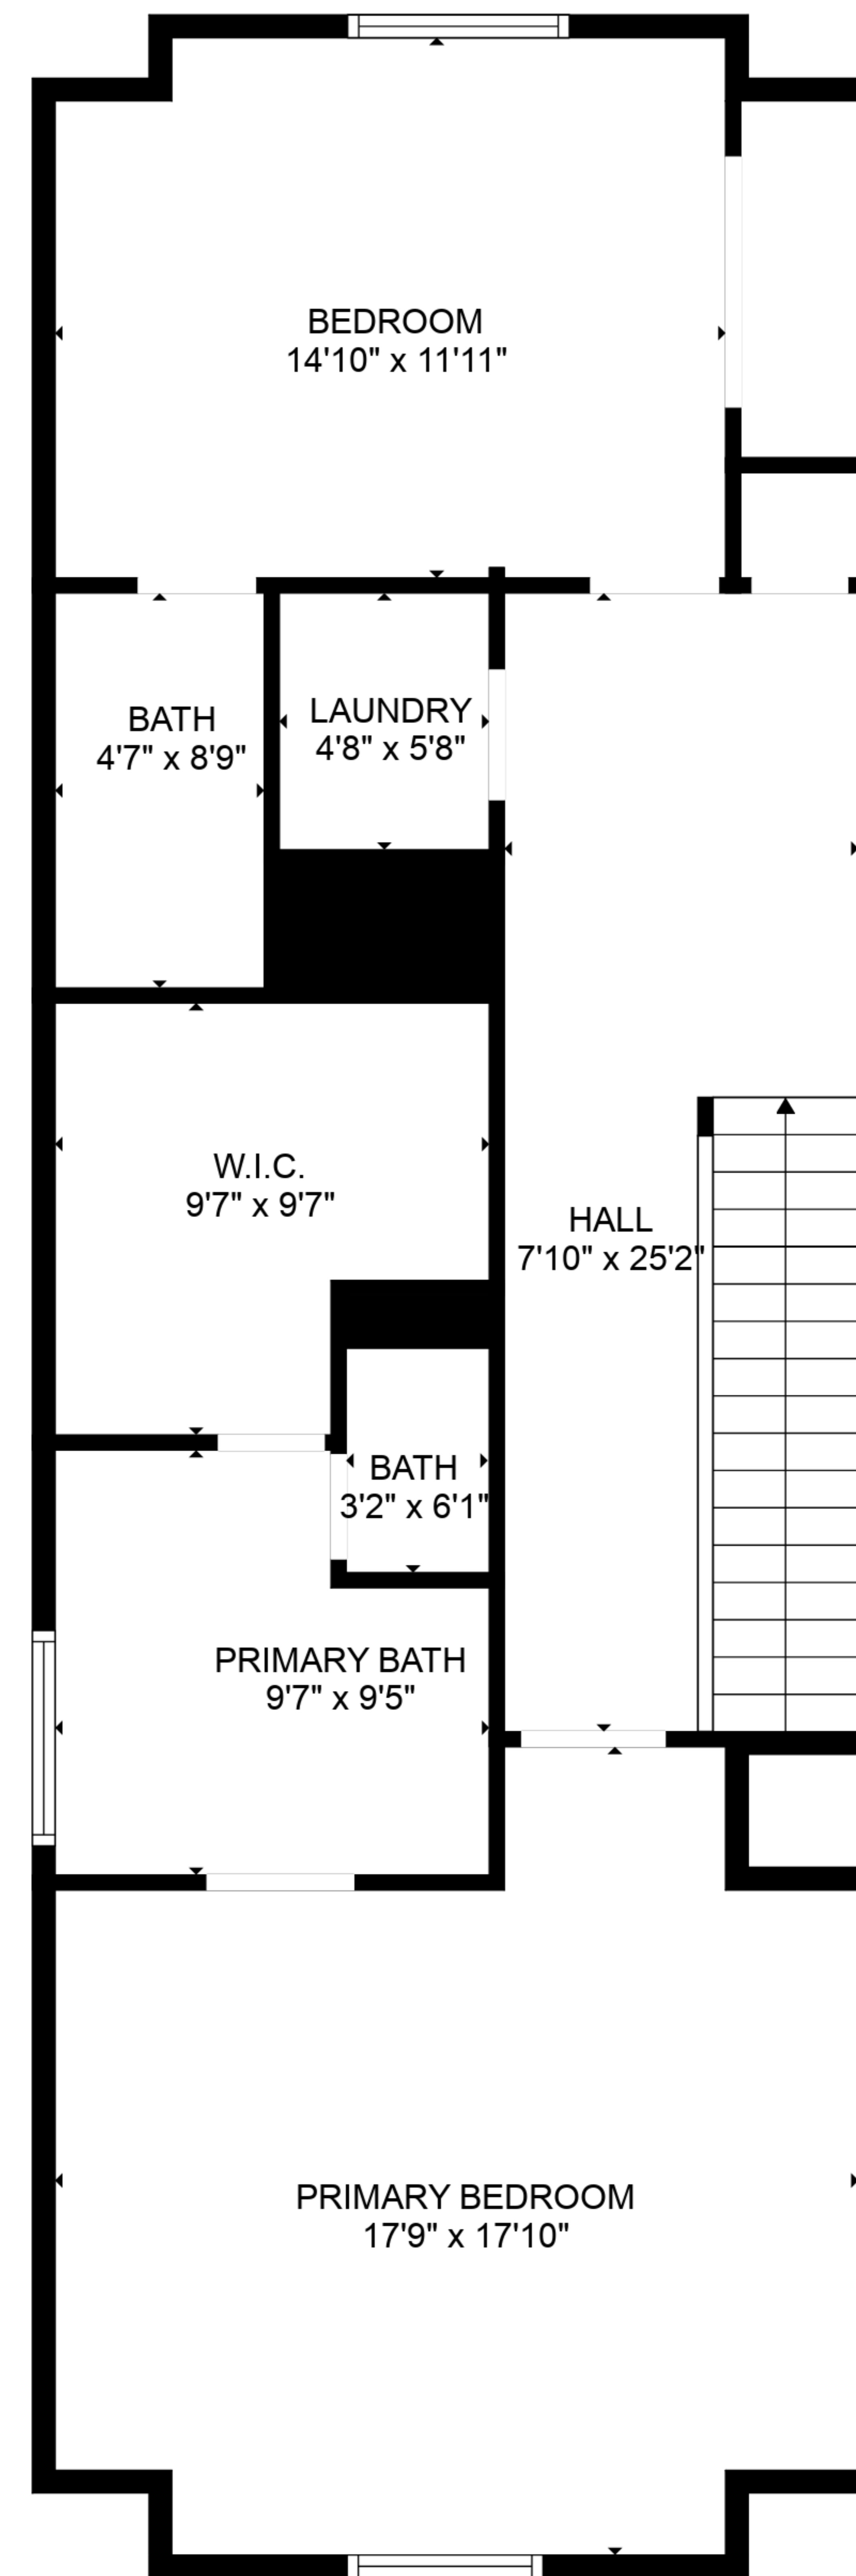 BEDROOM
14'10" x 11'11"
BATH
4'7" x 8'9"
LAUNDRY
4'8" x 5'8"
W.I.C.
9'7" x 9'7"
HALL
7'10" x 25'2"
BATH
3'2" x 6'1"
PRIMARY BATH
9'7" x 9'5"
PRIMARY BEDROOM
17'9" x 17'10"